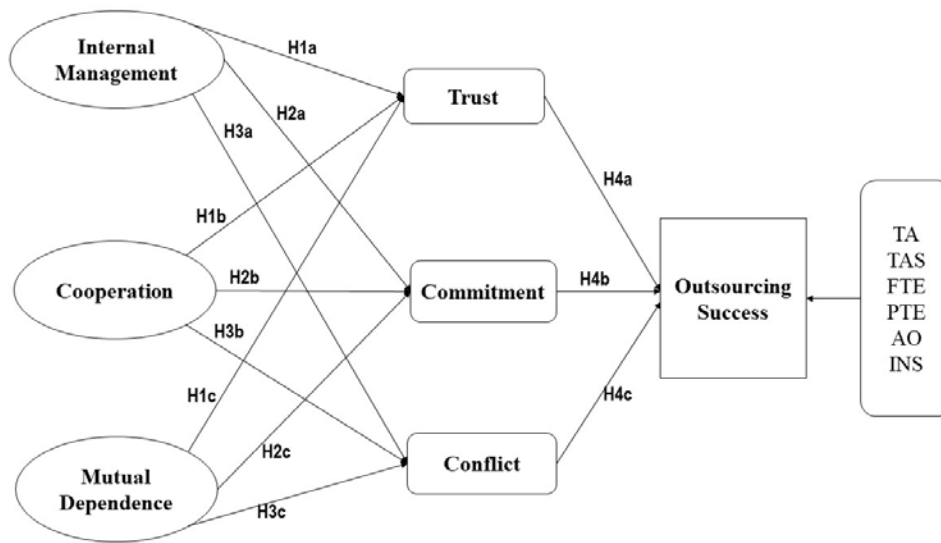 Internal
Management
H1a
Trust
H2a
H3a
H4a
H1b
Cooperation
H2b
Commitment
H4b
Outsourcing
Success
TA
TAS
FTE
PTE
AO
INS
H3b
H1c
H4c
H2c
Conflict
Mutual
Dependence
H3c